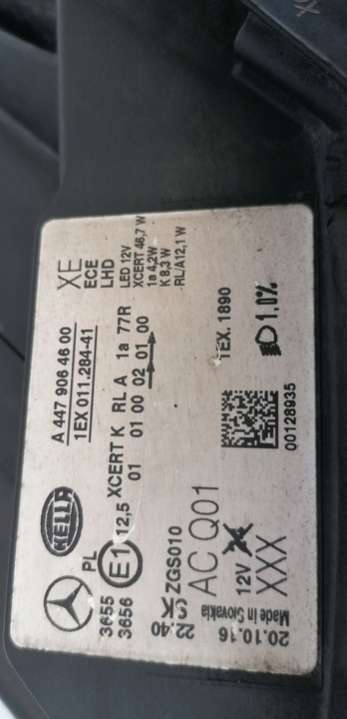 HELLA
A 447 906 46 00
1EX 011.284-41
XE
ECE
LHD
LED 12V
XCERT 46,7 W
1a 4,2W
K 8,3 W
RL/A12,1 W
PL
3655
3656
E1
12,5 XCERT K RL A 1a 77R
01 01 00 02 01 00
22.40
SK
ZGS010
AC Q01
12V
XXX
20.10.16
Made in Slovakia
1EX. 1890
1,0%
00128935